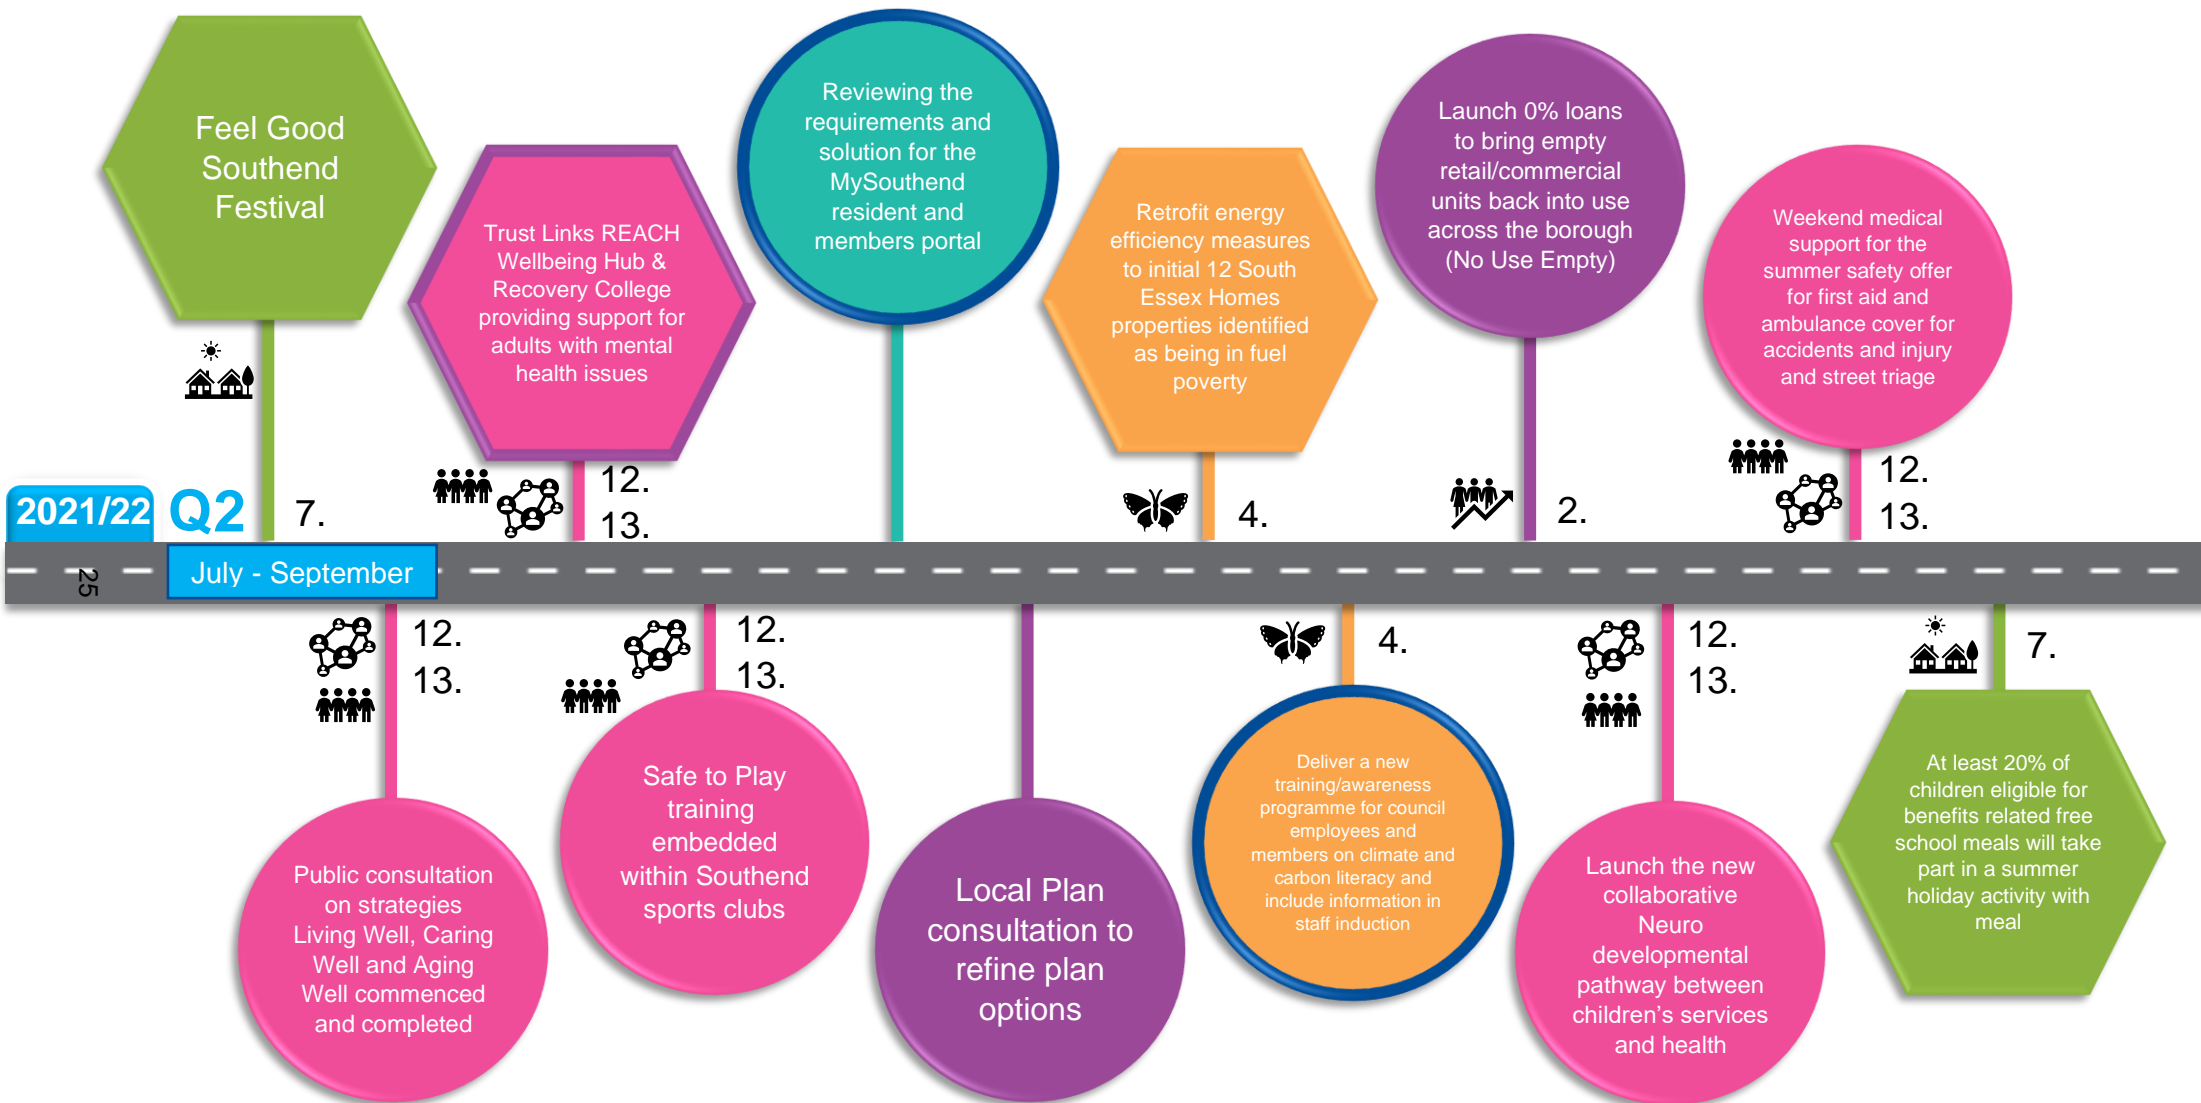 Feel Good
Southend
Festival
7.
Trust Links REACH
Wellbeing Hub &
Recovery College
providing support for
adults with mental
health issues
12.
13.
Reviewing the
requirements and
solution for the
MySouthend
resident and
members portal
Retrofit energy
efficiency measures
to initial 12 South
Essex Homes
properties identified
as being in fuel
poverty
4.
Launch 0% loans
to bring empty
retail/commercial
units back into use
across the borough
(No Use Empty)
2.
Weekend medical
support for the
summer safety offer
for first aid and
ambulance cover for
accidents and injury
and street triage
12.
13.
2021/22
Q2
July - September
25
12.
13.
Public consultation
on strategies
Living Well, Caring
Well and Aging
Well commenced
and completed
12.
13.
Safe to Play
training
embedded
within Southend
sports clubs
Local Plan
consultation to
refine plan
options
4.
Deliver a new
training/awareness
programme for council
employees and
members on climate and
carbon literacy and
include information in
staff induction
12.
13.
Launch the new
collaborative
Neuro
developmental
pathway between
children's services
and health
7.
At least 20% of
children eligible for
benefits related free
school meals will take
part in a summer
holiday activity with
meal